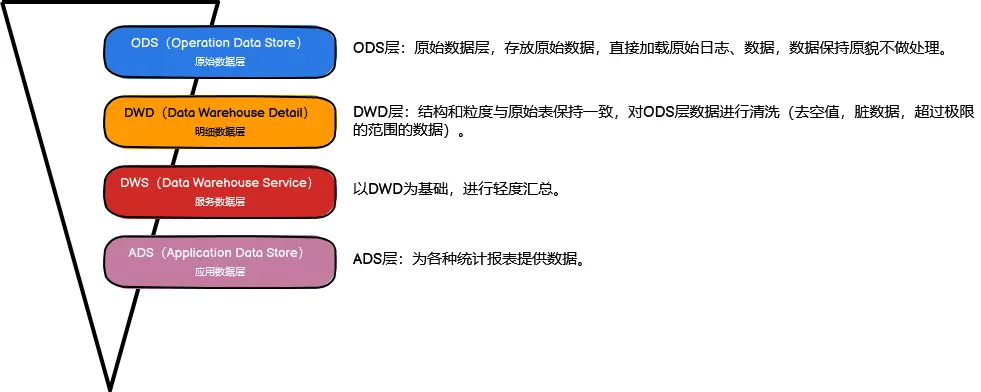 ODS（Operation Data Store）
原始数据层
ODS层：原始数据层，存放原始数据，直接加载原始日志、数据，数据保持原貌不做处理。
DWD（Data Warehouse Detail）
明细数据层
DWD层：结构和粒度与原始表保持一致，对ODS层数据进行清洗（去空值，脏数据，超过极限
的范围的数据）。
DWS（Data Warehouse Service）
服务数据层
以DWD为基础，进行轻度汇总。
ADS（Application Data Store）
应用数据层
ADS层：为各种统计报表提供数据。